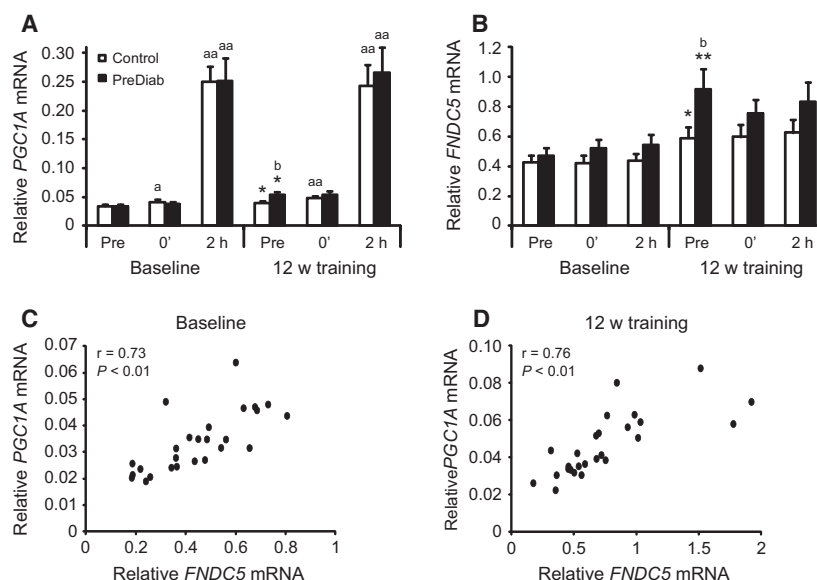 A
Relative PGC1A mRNA
0.30
0.25
0.20
0.15
0.10
0.05
0
Control
PreDiab
a
aa
aa
*
b
*
aa
aa
aa
Pre
0'
2 h
Pre
0'
2 h
Baseline
12 w training
B
Relative FNDC5 mRNA
1.2
1.0
0.8
0.6
0.4
0.2
0
*
b
**
Pre
0'
2 h
Pre
0'
2 h
Baseline
12 w training
C
Baseline
r = 0.73
P < 0.01
Relative PGC1A mRNA
0.07
0.06
0.05
0.04
0.03
0.02
0.01
0
0
0.2
0.4
0.6
0.8
1
Relative FNDC5 mRNA
D
12 w training
r = 0.76
P < 0.01
RelativePGC1A mRNA
0.10
0.08
0.06
0.04
0.02
0.00
0
0.5
1
1.5
2
Relative FNDC5 mRNA